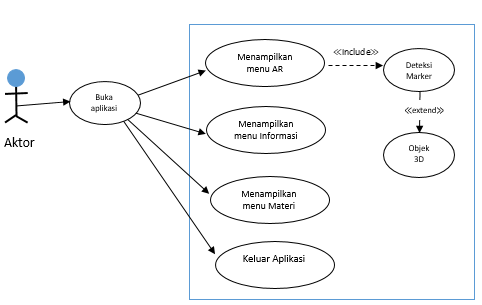 Menampilkan
menu AR
≪Include≫
Deteksi
Marker
Buka
aplikasi
≪extend≫
Aktor
Menampilkan
menu Informasi
Objek
3D
Menampilkan
menu Materi
Keluar Aplikasi